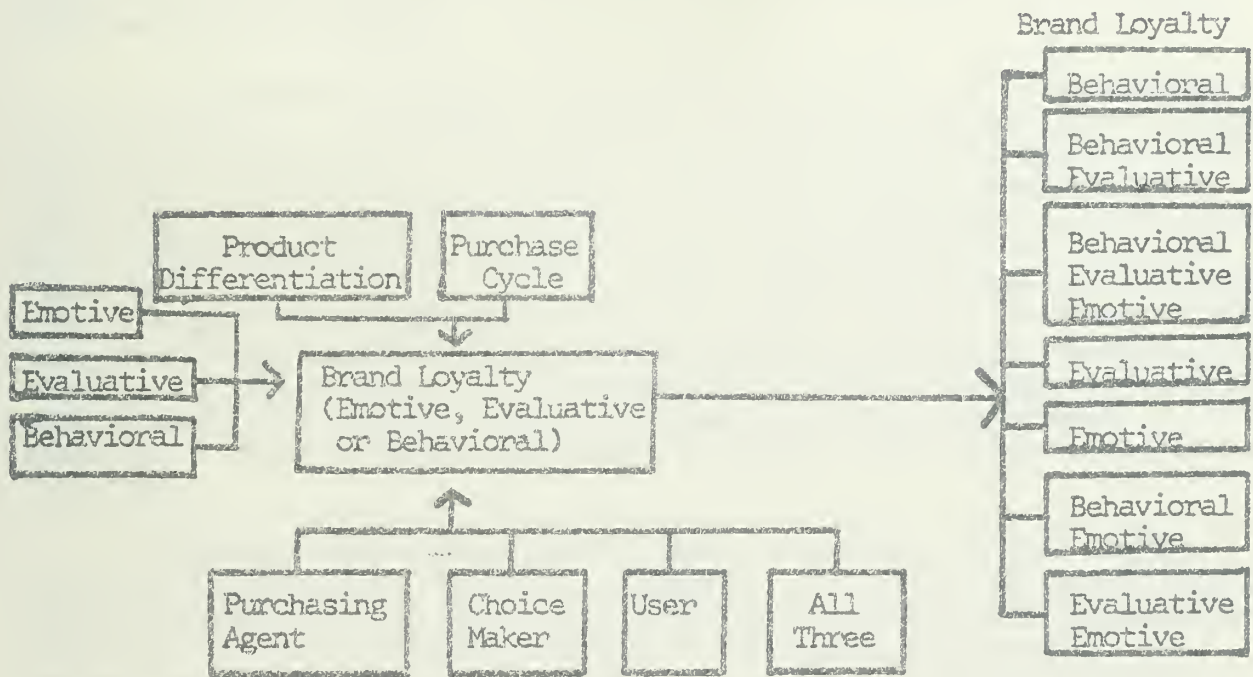 Brand Loyalty
Behavioral
Behavioral
Evaluative
Behavioral
Evaluative
Emotive
Evaluative
Emotive
Behavioral
Emotive
Evaluative
Emotive
Product
Differentiation
Purchase
Cycle
Emotive
Evaluative
Behavioral
Brand Loyalty
(Emotive, Evaluative
or Behavioral)
Purchasing
Agent
Choice
Maker
User
All
Three